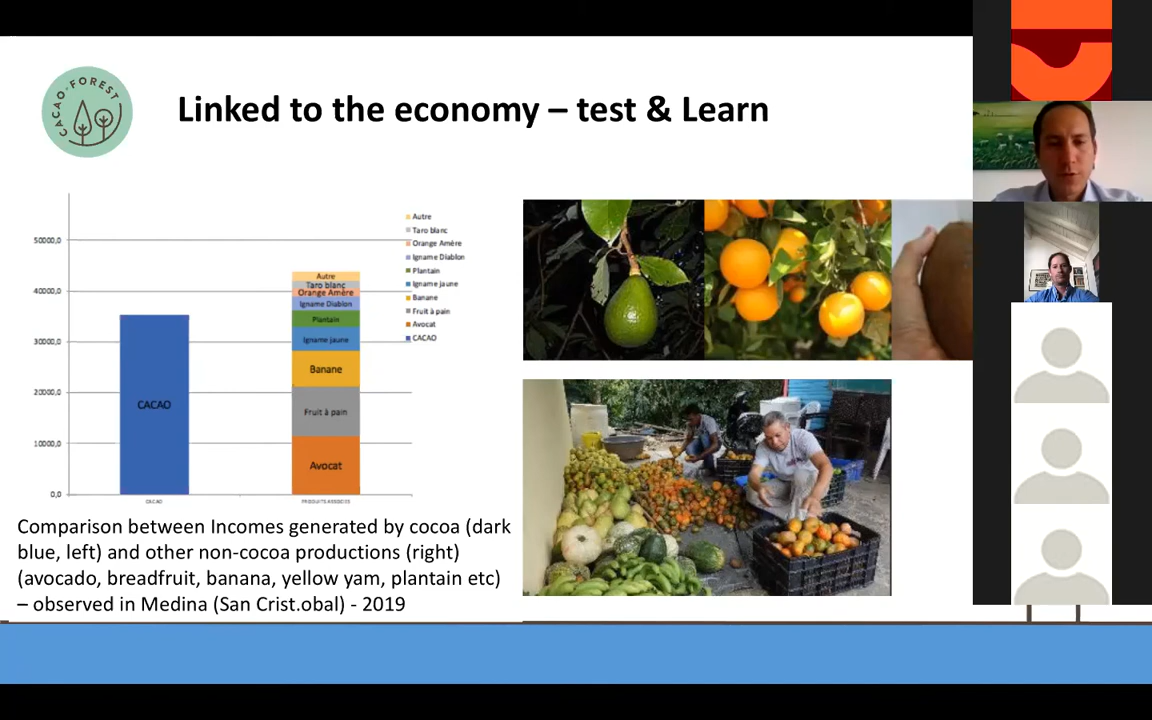 CACAO-FOREST
Linked to the economy – test & Learn
50000,0
40000,0
30000,0
20000,0
10000,0
0,0
CACAO
Autre
Taro blanc
Orange Amère
Igname Diablon
Plantain
Igname jaune
Banane
Fruit à pain
Avocat
CACAO
PRODUITS ASSOCIES
Autre
Taro blanc
Orange Amère
Igname Diablon
Plantain
Igname jaune
Banane
Fruit à pain
Avocat
CACAO
Comparison between Incomes generated by cocoa (dark
blue, left) and other non-cocoa productions (right)
(avocado, breadfruit, banana, yellow yam, plantain etc)
– observed in Medina (San Crist.obal) - 2019